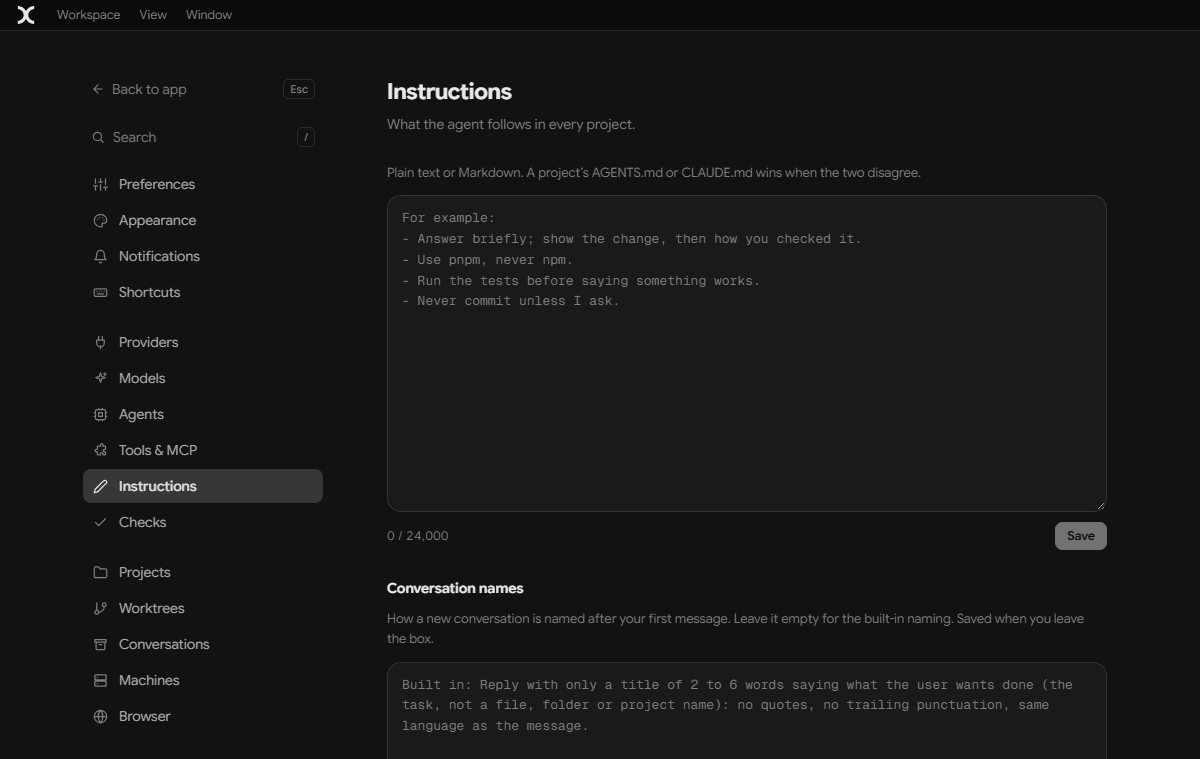 Workspace View Window
Back to app Esc
Search /
Preferences
Appearance
Notifications
Shortcuts
Providers
Models
Agents
Tools & MCP
Instructions
Checks
Projects
Worktrees
Conversations
Machines
Browser
Instructions
What the agent follows in every project.
Plain text or Markdown. A project's AGENTS.md or CLAUDE.md wins when the two disagree.
For example:
- Answer briefly; show the change, then how you checked it.
- Use pnpm, never npm.
- Run the tests before saying something works.
- Never commit unless I ask.
0 / 24,000
Save
Conversation names
How a new conversation is named after your first message. Leave it empty for the built-in naming. Saved when you leave
the box.
Built in: Reply with only a title of 2 to 6 words saying what the user wants done (the
task, not a file, folder or project name): no quotes, no trailing punctuation, same
language as the message.